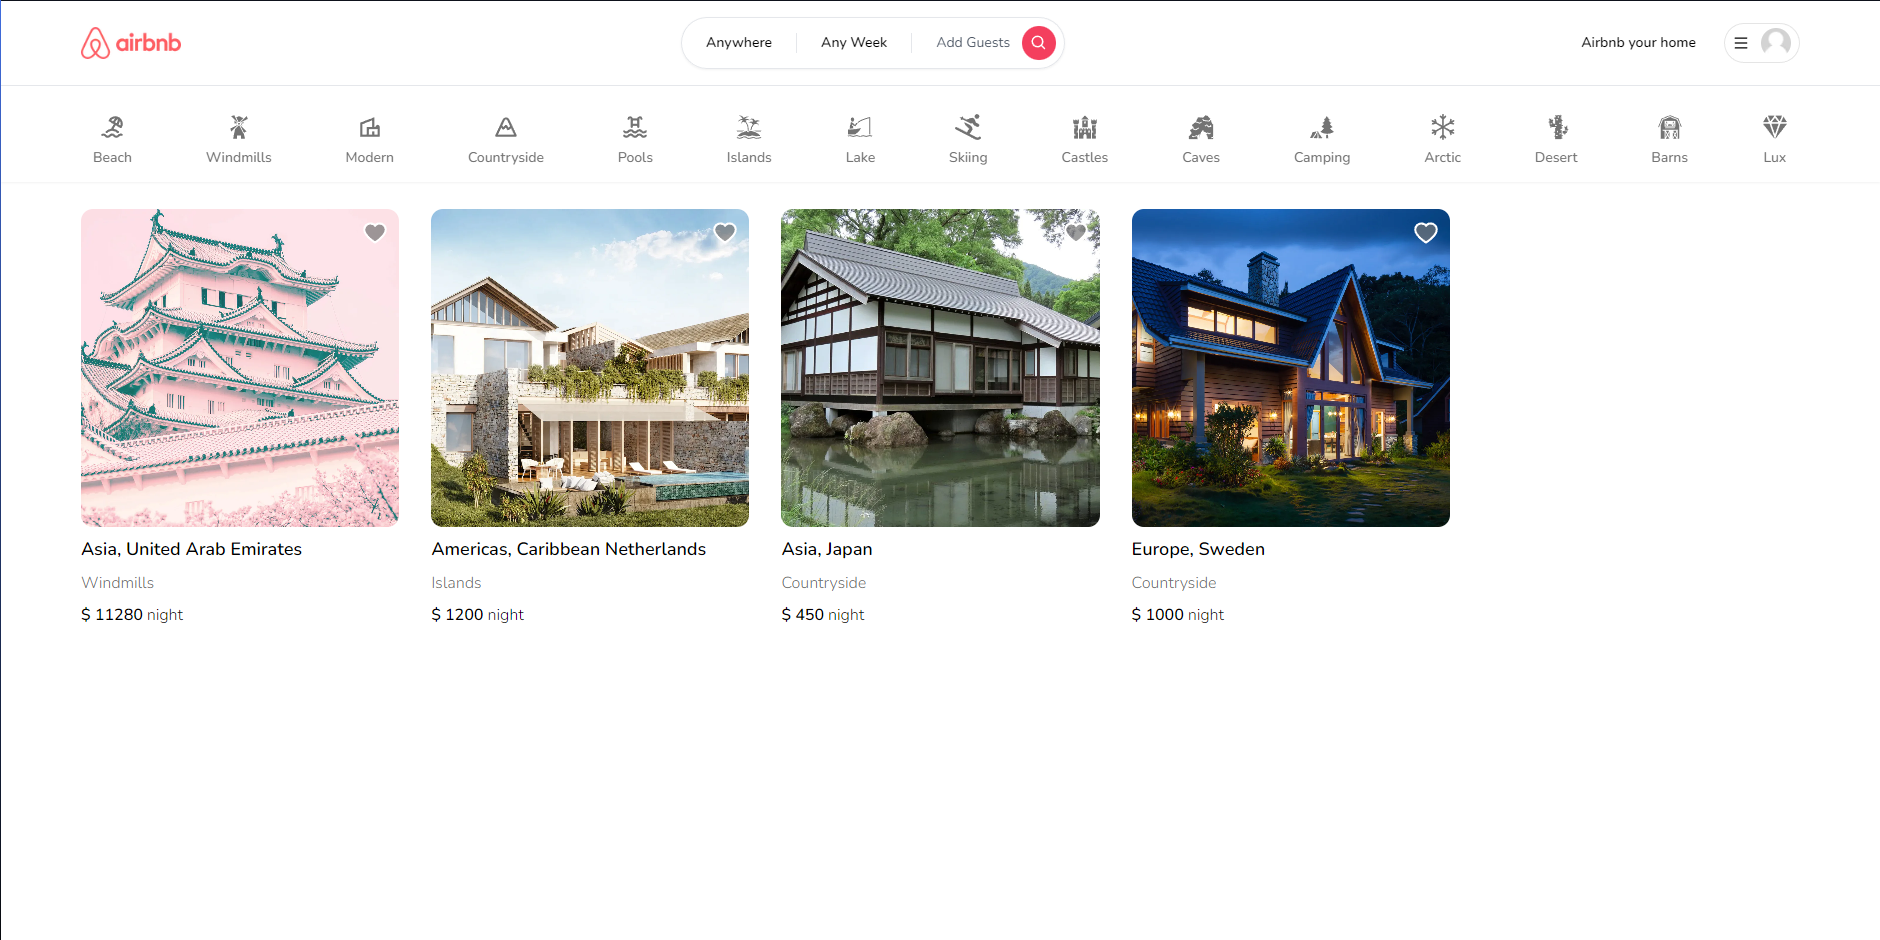 airbnb
Anywhere
Any Week
Add Guests
Airbnb your home
Beach
Windmills
Modern
Countryside
Pools
Islands
Lake
Skiing
Castles
Caves
Camping
Arctic
Desert
Barns
Lux
Asia, United Arab Emirates
Windmills
$ 11280 night
Americas, Caribbean Netherlands
Islands
$ 1200 night
Asia, Japan
Countryside
$ 450 night
Europe, Sweden
Countryside
$ 1000 night